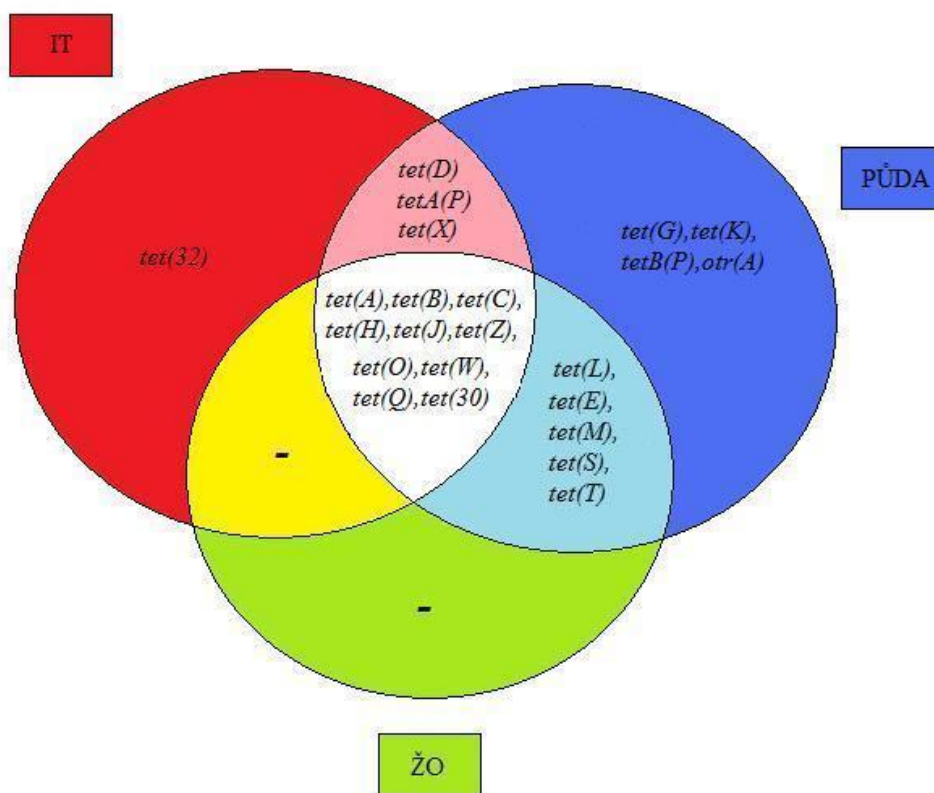 IT
PŮDA
tet(D)
tetA(P)
tet(X)
tet(32)
tet(G),tet(K),
tetB(P),otr(A)
tet(A),tet(B),tet(C),
tet(H),tet(J),tet(Z),
tet(O),tet(W),
tet(Q),tet(30)
tet(L),
tet(E),
tet(M),
tet(S),
tet(T)
-
-
ŽO